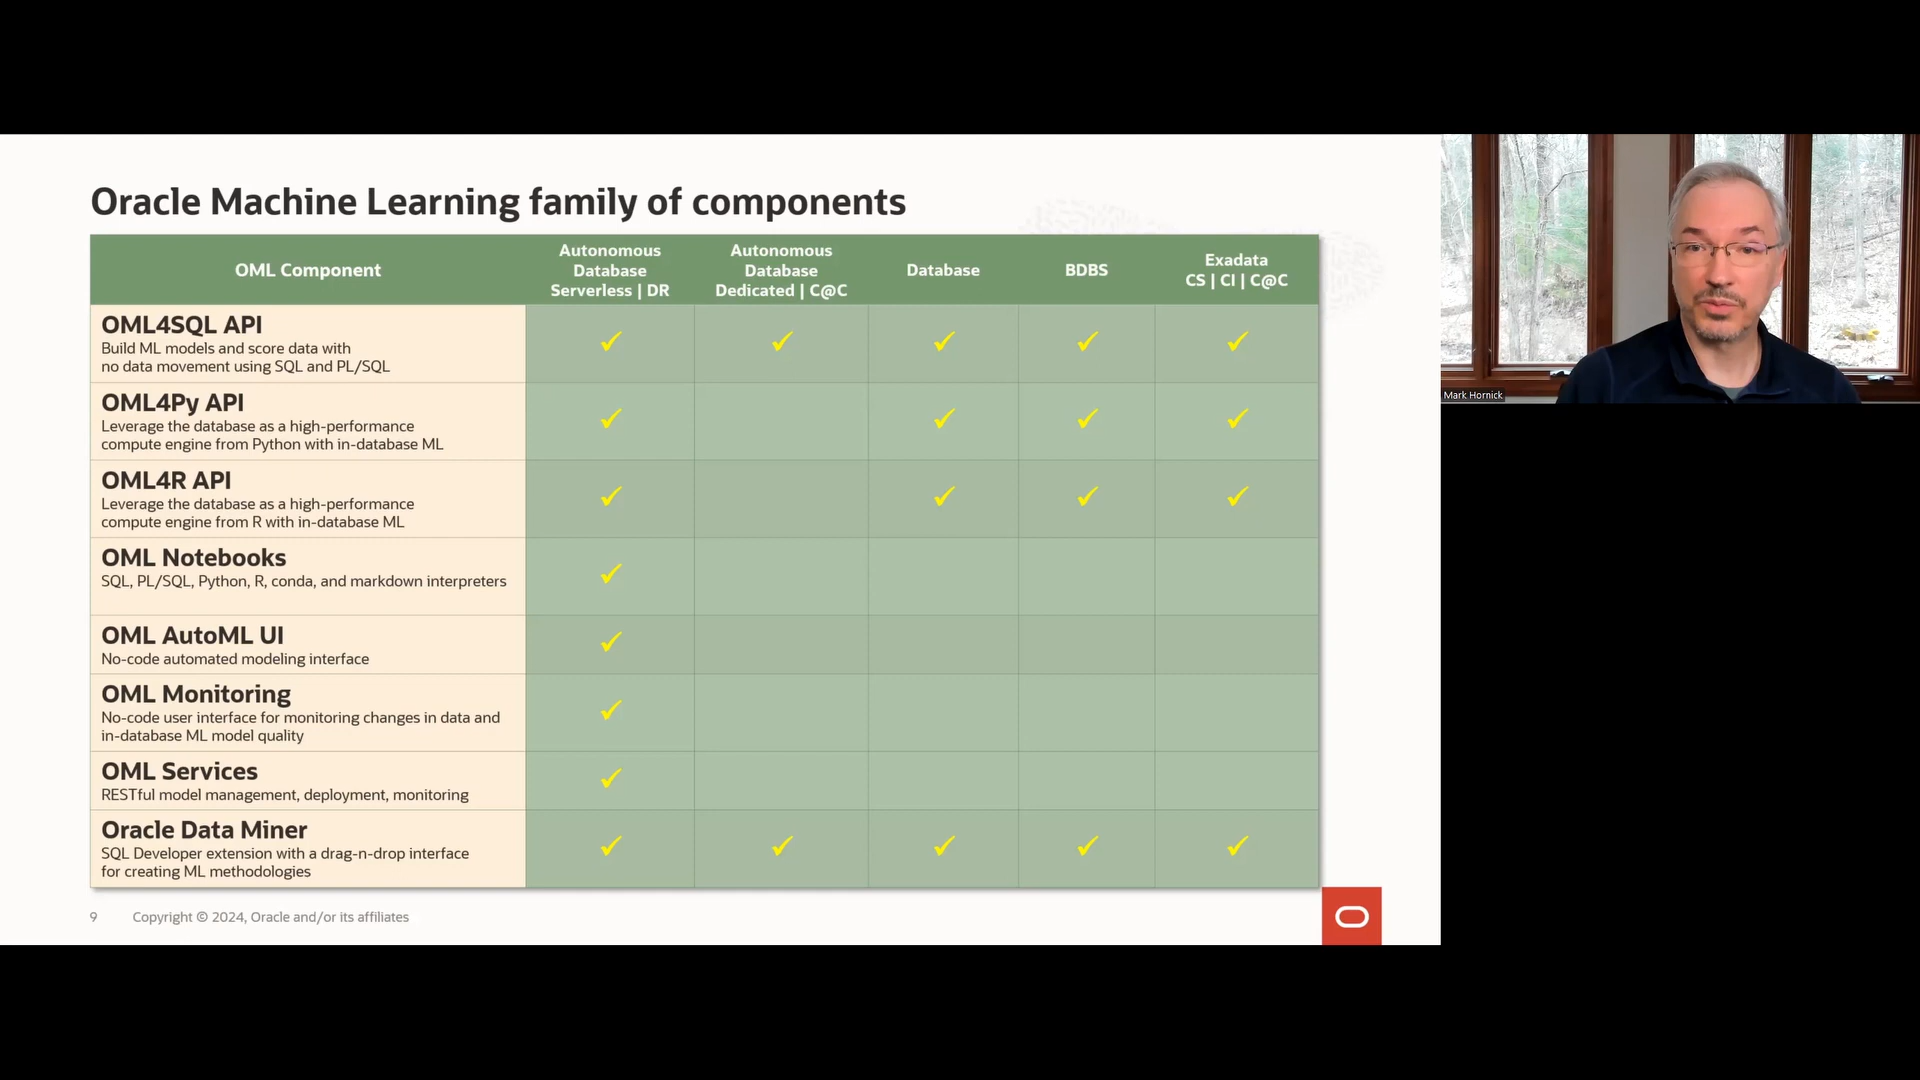 Oracle Machine Learning family of components
OML Component
Autonomous
Database
Serverless | DR
Autonomous
Database
Dedicated | C@C
Database
BDBS
Exadata
CS | CI | C@C
OML4SQL API
Build ML models and score data with
no data movement using SQL and PL/SQL
OML4Py API
Leverage the database as a high-performance
compute engine from Python with in-database ML
OML4R API
Leverage the database as a high-performance
compute engine from R with in-database ML
OML Notebooks
SQL, PL/SQL, Python, R, conda, and markdown interpreters
OML AutoML UI
No-code automated modeling interface
OML Monitoring
No-code user interface for monitoring changes in data and
in-database ML model quality
OML Services
RESTful model management, deployment, monitoring
Oracle Data Miner
SQL Developer extension with a drag-n-drop interface
for creating ML methodologies
9 Copyright © 2024, Oracle and/or its affiliates
Mark Hornick